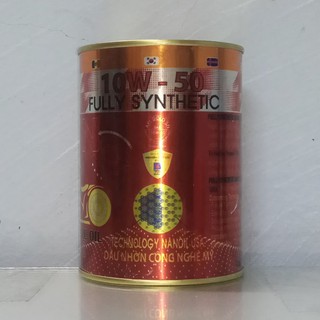 10W - 50
FULLY SYNTHETIC
TECHNOLOGY NANOIL USA
DẦU NHỜN CÔNG NGHỆ MỸ